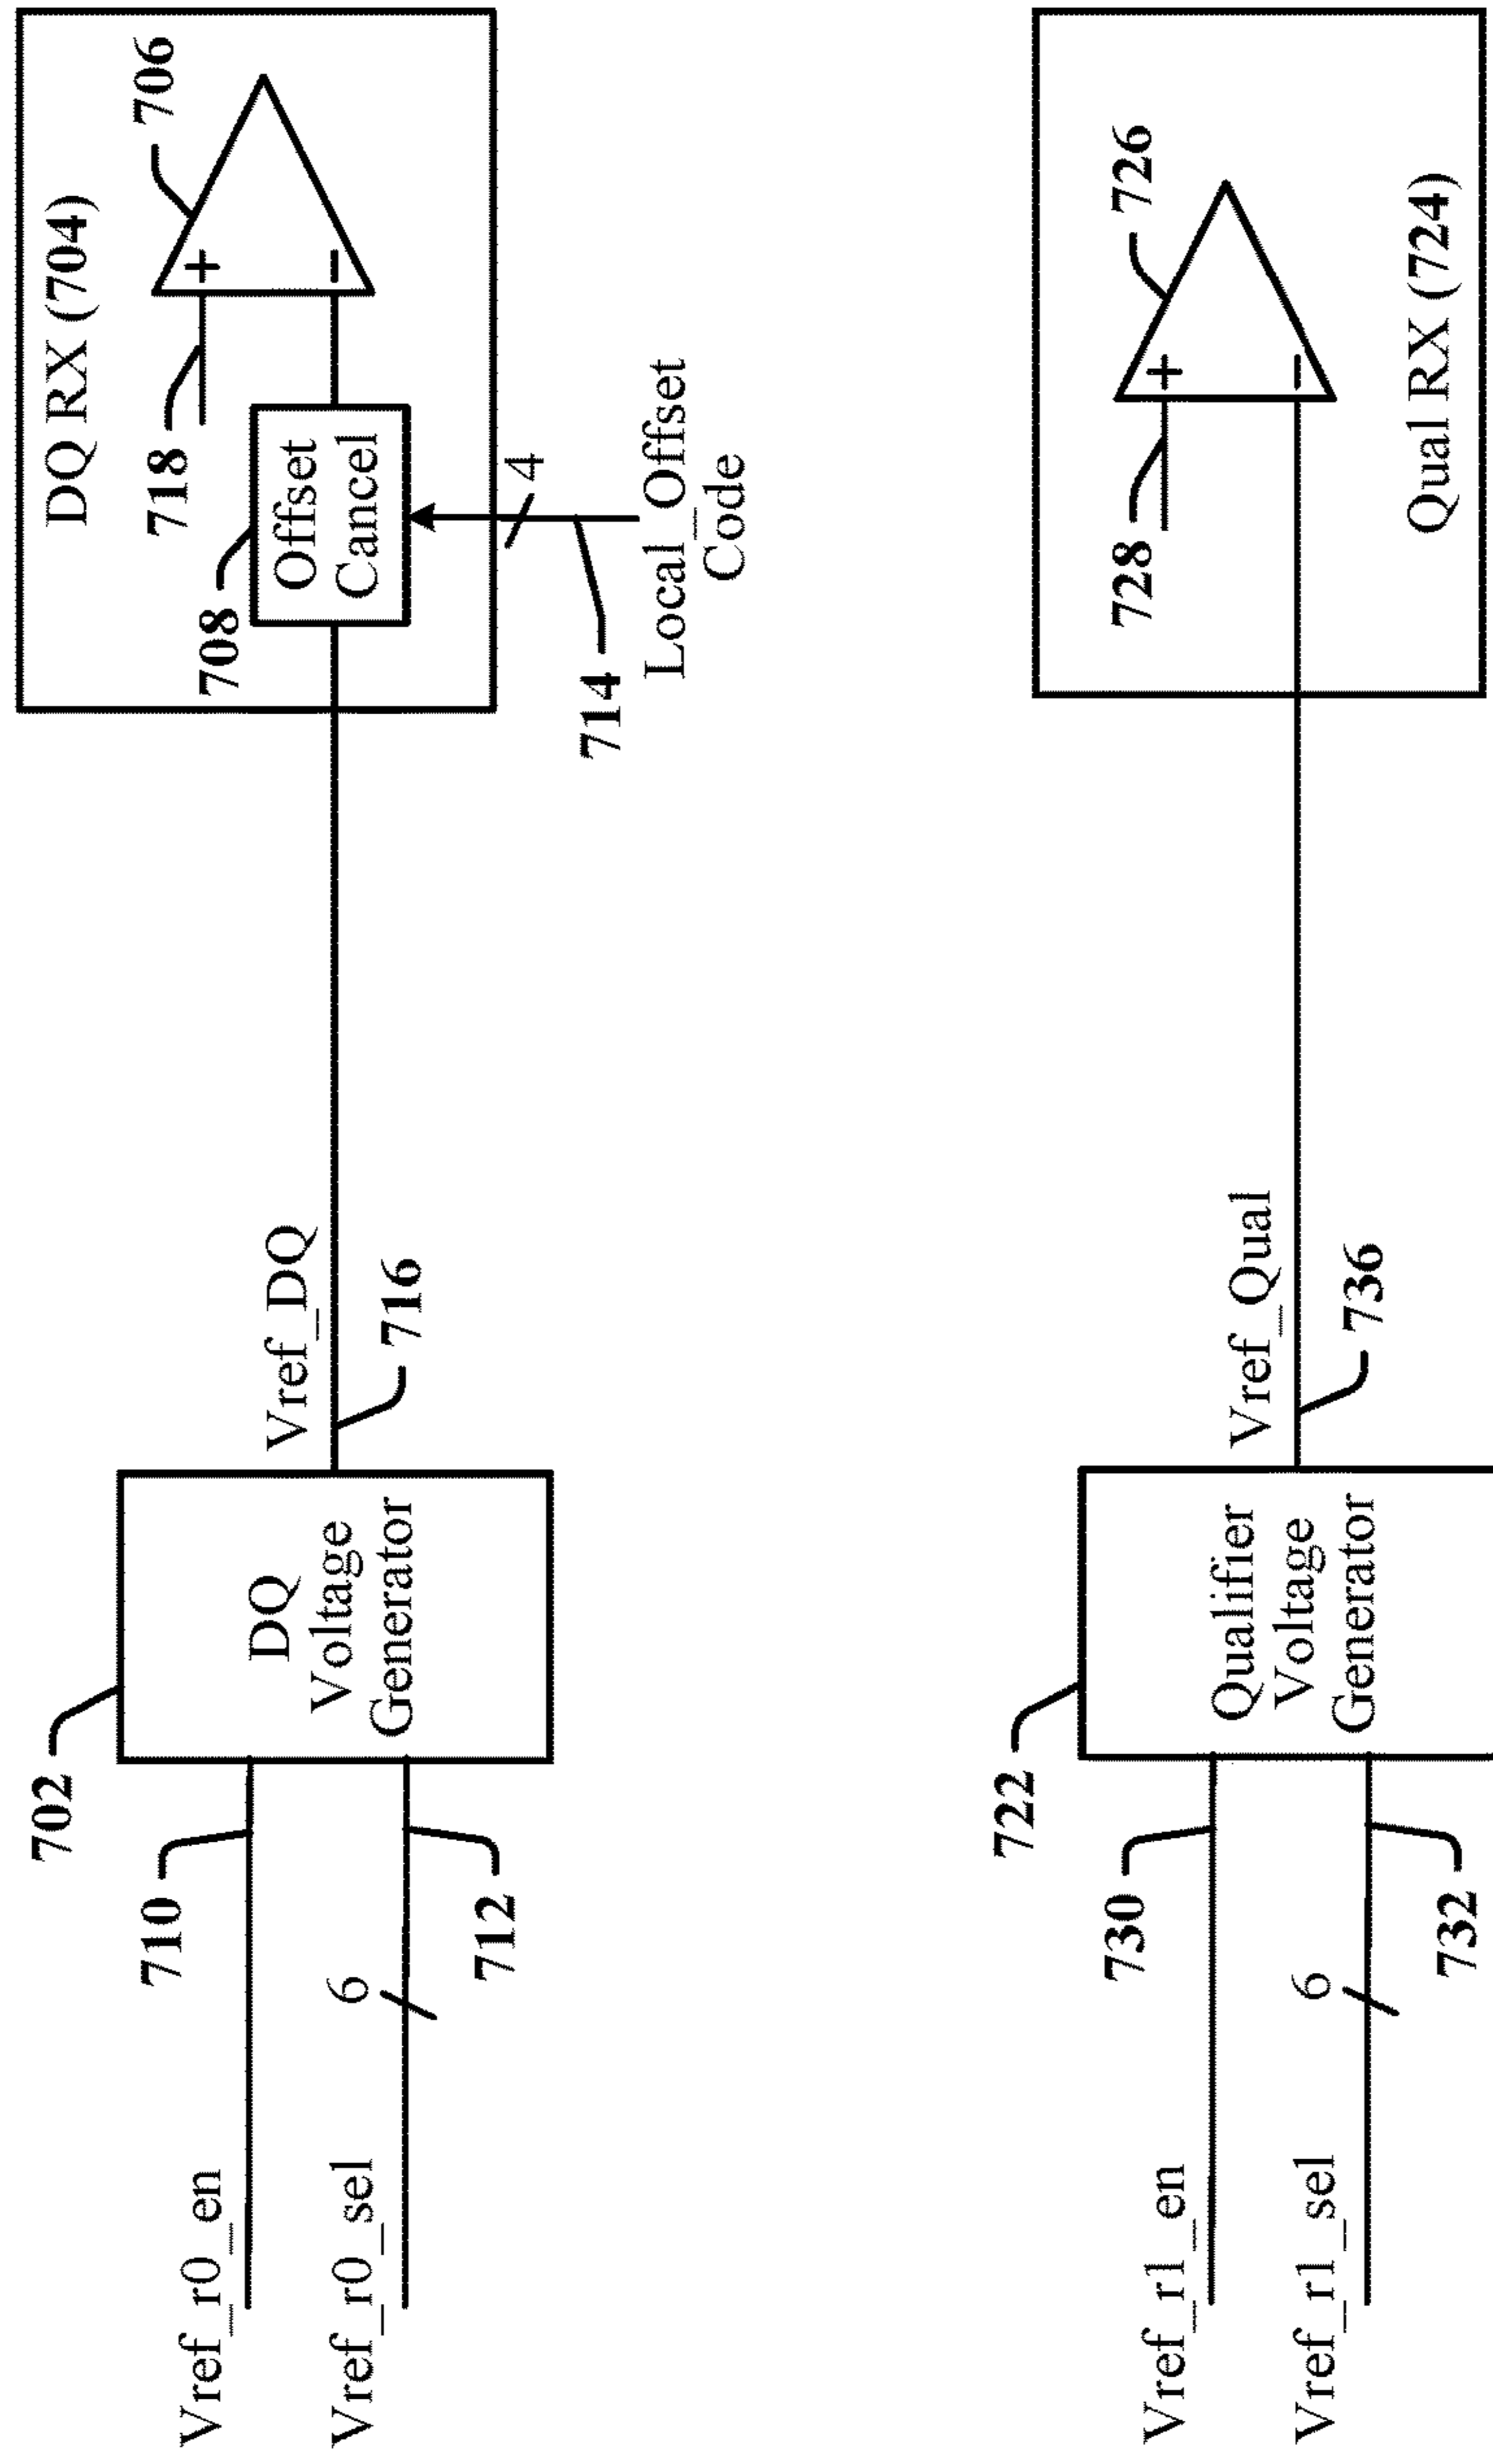 Vref_r0_en
Vref_r0_sel
6
710
712
702
DQ
Voltage
Generator
Vref_DQ
716
DQ RX (704)
708
Offset
Cancel
718
706
+
−
4
714
Local_Offset
Code
Vref_r1_en
Vref_r1_sel
6
730
732
722
Qualifier
Voltage
Generator
Vref_Qual
736
728
726
+
−
Qual RX (724)